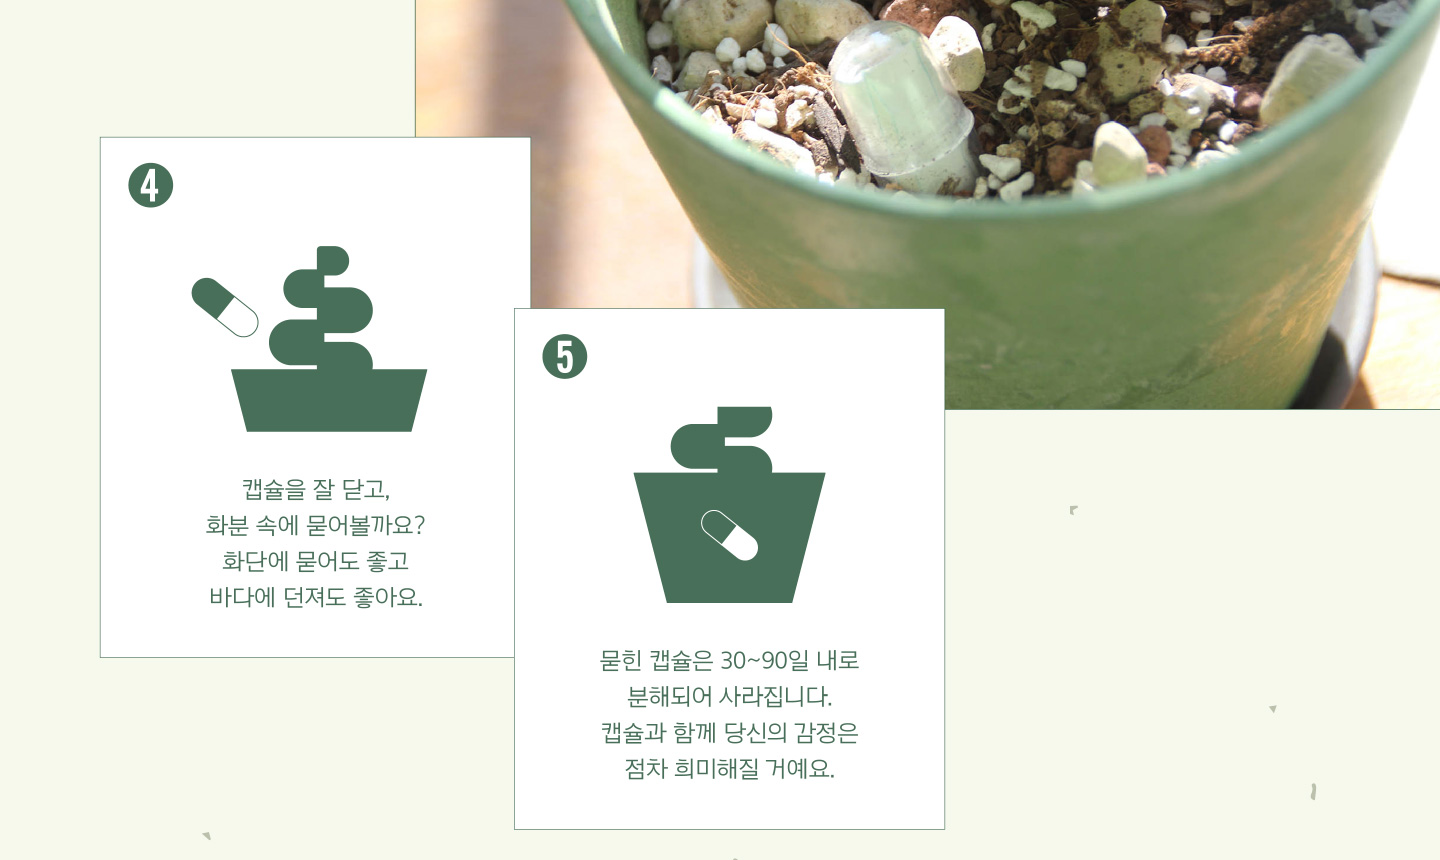 4
캡슐을 잘 닫고,
화분 속에 묻어볼까요?
화단에 묻어도 좋고
바다에 던져도 좋아요.
5
묻힌 캡슐은 30~90일 내로
분해되어 사라집니다.
캡슐과 함께 당신의 감정은
점차 희미해질 거예요.